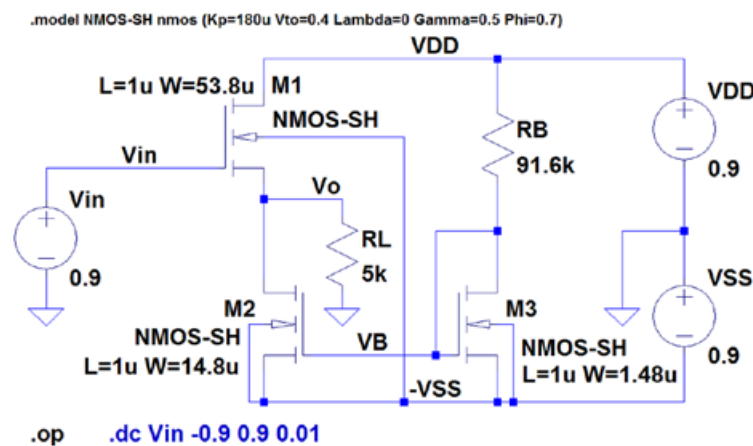 .model NMOS-SH nmos (Kp=180u Vto=0.4 Lambda=0 Gamma=0.5 Phi=0.7)
VDD
L=1u W=53.8u
M1
VDD
NMOS-SH
RB
Vin
91.6k
0.9
Vo
Vin
RL
VSS
5k
0.9
M2
M3
0.9
NMOS-SH
VB
NMOS-SH
L=1u W=14.8u
-VSS
L=1u W=1.48u
.op
.dc Vin -0.9 0.9 0.01